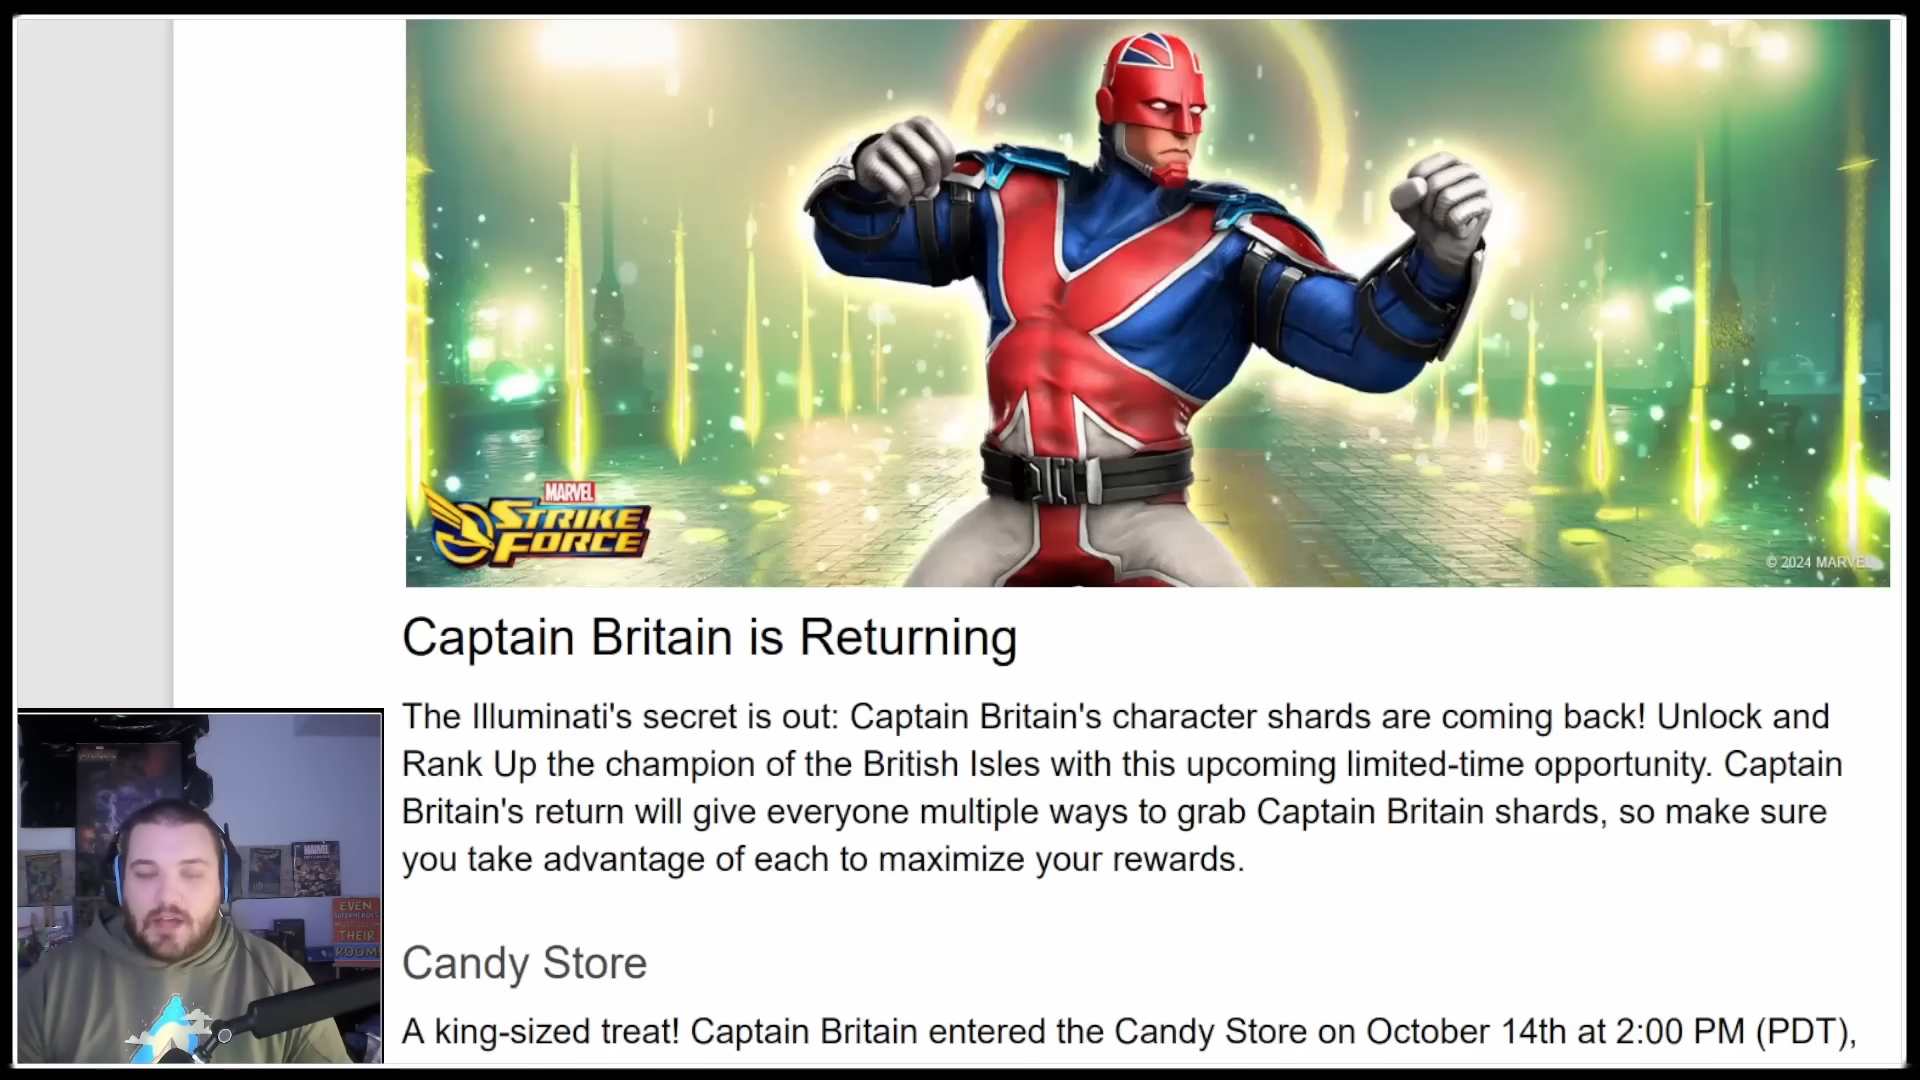 MARVEL
STRIKE
FORCE
© 2024 MARVEL
Captain Britain is Returning
The Illuminati's secret is out: Captain Britain's character shards are coming back! Unlock and
Rank Up the champion of the British Isles with this upcoming limited-time opportunity. Captain
Britain's return will give everyone multiple ways to grab Captain Britain shards, so make sure
you take advantage of each to maximize your rewards.
Candy Store
A king-sized treat! Captain Britain entered the Candy Store on October 14th at 2:00 PM (PDT),
MARVEL
EVEN
SUPERHEROES
THEIR
ROOM